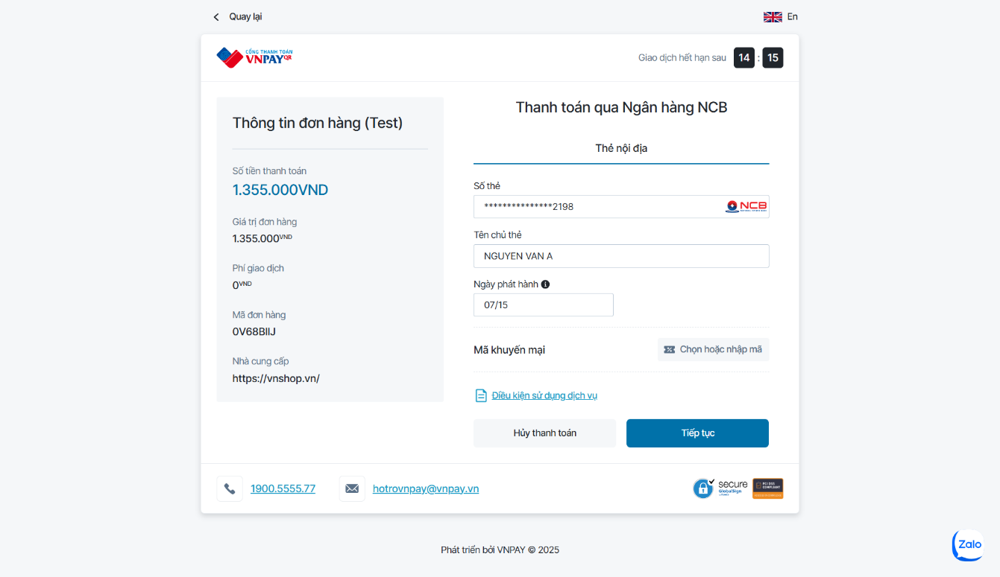 Quay lại
En
CỔNG THANH TOÁN
VNPAYQR
Giao dịch hết hạn sau 14 : 15
Thông tin đơn hàng (Test)
Số tiền thanh toán
1.355.000VND
Giá trị đơn hàng
1.355.000VND
Phí giao dịch
0VND
Mã đơn hàng
0V68BIIJ
Nhà cung cấp
https://vnshop.vn/
Thanh toán qua Ngân hàng NCB
Thẻ nội địa
Số thẻ
***************2198
NCB
Tên chủ thẻ
NGUYEN VAN A
Ngày phát hành
07/15
Mã khuyến mại
Chọn hoặc nhập mã
Điều kiện sử dụng dịch vụ
Hủy thanh toán
Tiếp tục
1900.5555.77
hotrovnpay@vnpay.vn
secure
GlobalSign
PCI DSS
COMPLIANT
Phát triển bởi VNPAY © 2025
Zalo